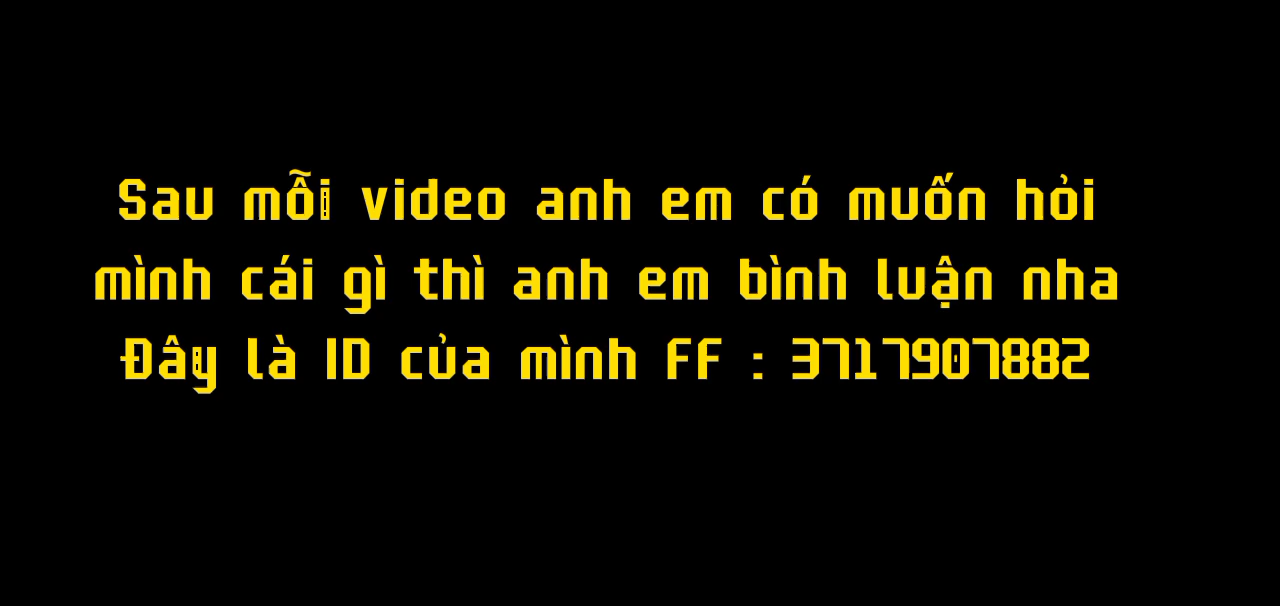 Sau mỗi video anh em có muốn hỏi
mình cái gì thì anh em bình luận nha
Đây là ID của mình FF : 3717907882